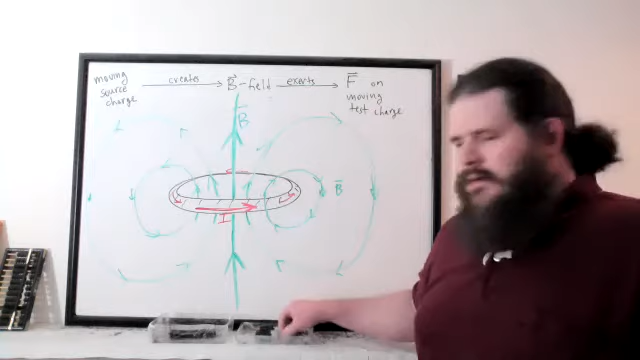 moving source charge creates B⃗-field exerts F⃗ on moving test charge
B⃗
B⃗
I